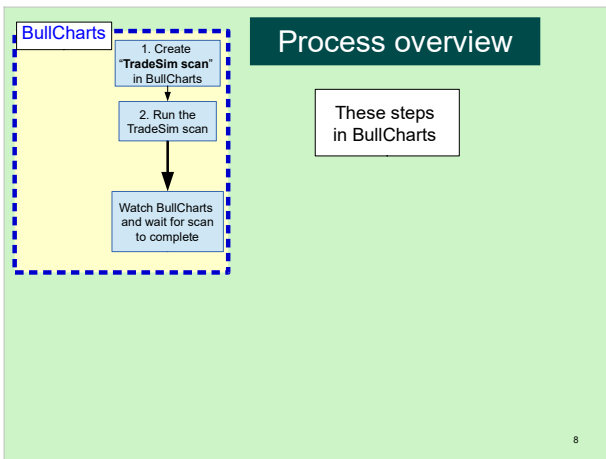 BullCharts
Process overview
1. Create
“TradeSim scan”
in BullCharts
2. Run the
TradeSim scan
Watch BullCharts
and wait for scan
to complete
These steps
in BullCharts
8